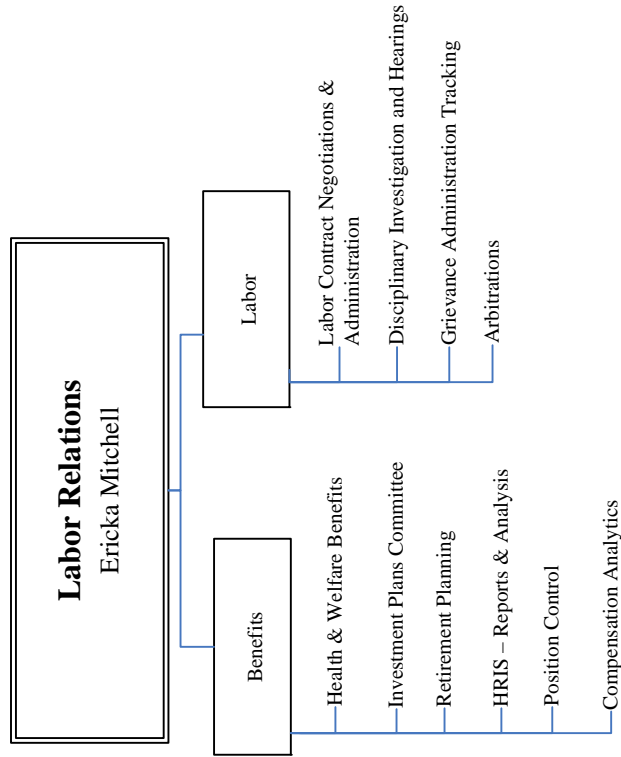 Labor Relations
Ericka Mitchell
Benefits
Health & Welfare Benefits
Investment Plans Committee
Retirement Planning
HRIS – Reports & Analysis
Position Control
Compensation Analytics
Labor
Labor Contract Negotiations &
Administration
Disciplinary Investigation and Hearings
Grievance Administration Tracking
Arbitrations